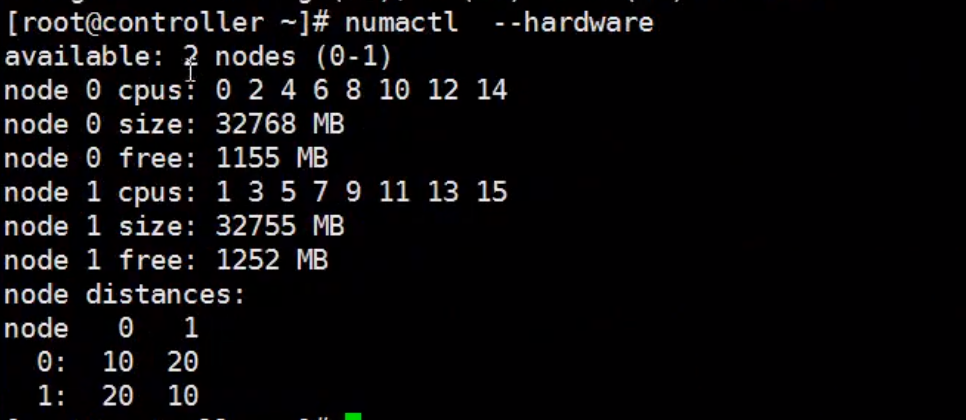 [root@controller ~]# numactl  --hardware
available: 2 nodes (0-1)
node 0 cpus: 0 2 4 6 8 10 12 14
node 0 size: 32768 MB
node 0 free: 1155 MB
node 1 cpus: 1 3 5 7 9 11 13 15
node 1 size: 32755 MB
node 1 free: 1252 MB
node distances:
node   0   1
  0:  10  20
  1:  20  10